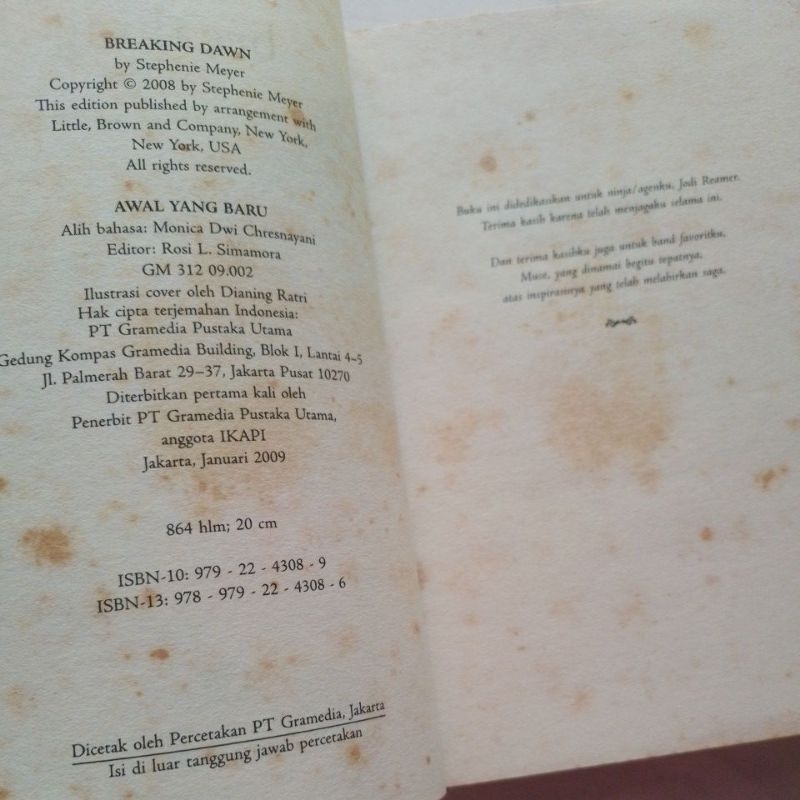 BREAKING DAWN
by Stephenie Meyer
Copyright © 2008 by Stephenie Meyer
This edition published by arrangement with
Little, Brown and Company, New York,
New York, USA
All rights reserved.
AWAL YANG BARU
Alih bahasa: Monica Dwi Chresnayani
Editor: Rosi L. Simamora
GM 312 09.002
Ilustrasi cover oleh Dianing Ratri
Hak cipta terjemahan Indonesia:
PT Gramedia Pustaka Utama
Gedung Kompas Gramedia Building, Blok I, Lantai 4–5
Jl. Palmerah Barat 29–37, Jakarta Pusat 10270
Diterbitkan pertama kali oleh
Penerbit PT Gramedia Pustaka Utama,
anggota IKAPI
Jakarta, Januari 2009
864 hlm; 20 cm
ISBN-10: 979 - 22 - 4308 - 9
ISBN-13: 978 - 979 - 22 - 4308 - 6
Dicetak oleh Percetakan PT Gramedia, Jakarta
Isi di luar tanggung jawab percetakan
Buku ini didedikasikan untuk ninja/agenku, Jodi Reamer.
Terima kasih karena telah menjagaku selama ini.
Dan terima kasihku juga untuk band favoritku,
Muse, yang dinamai begitu tepatnya,
atas inspirasinya yang telah melahirkan saga.